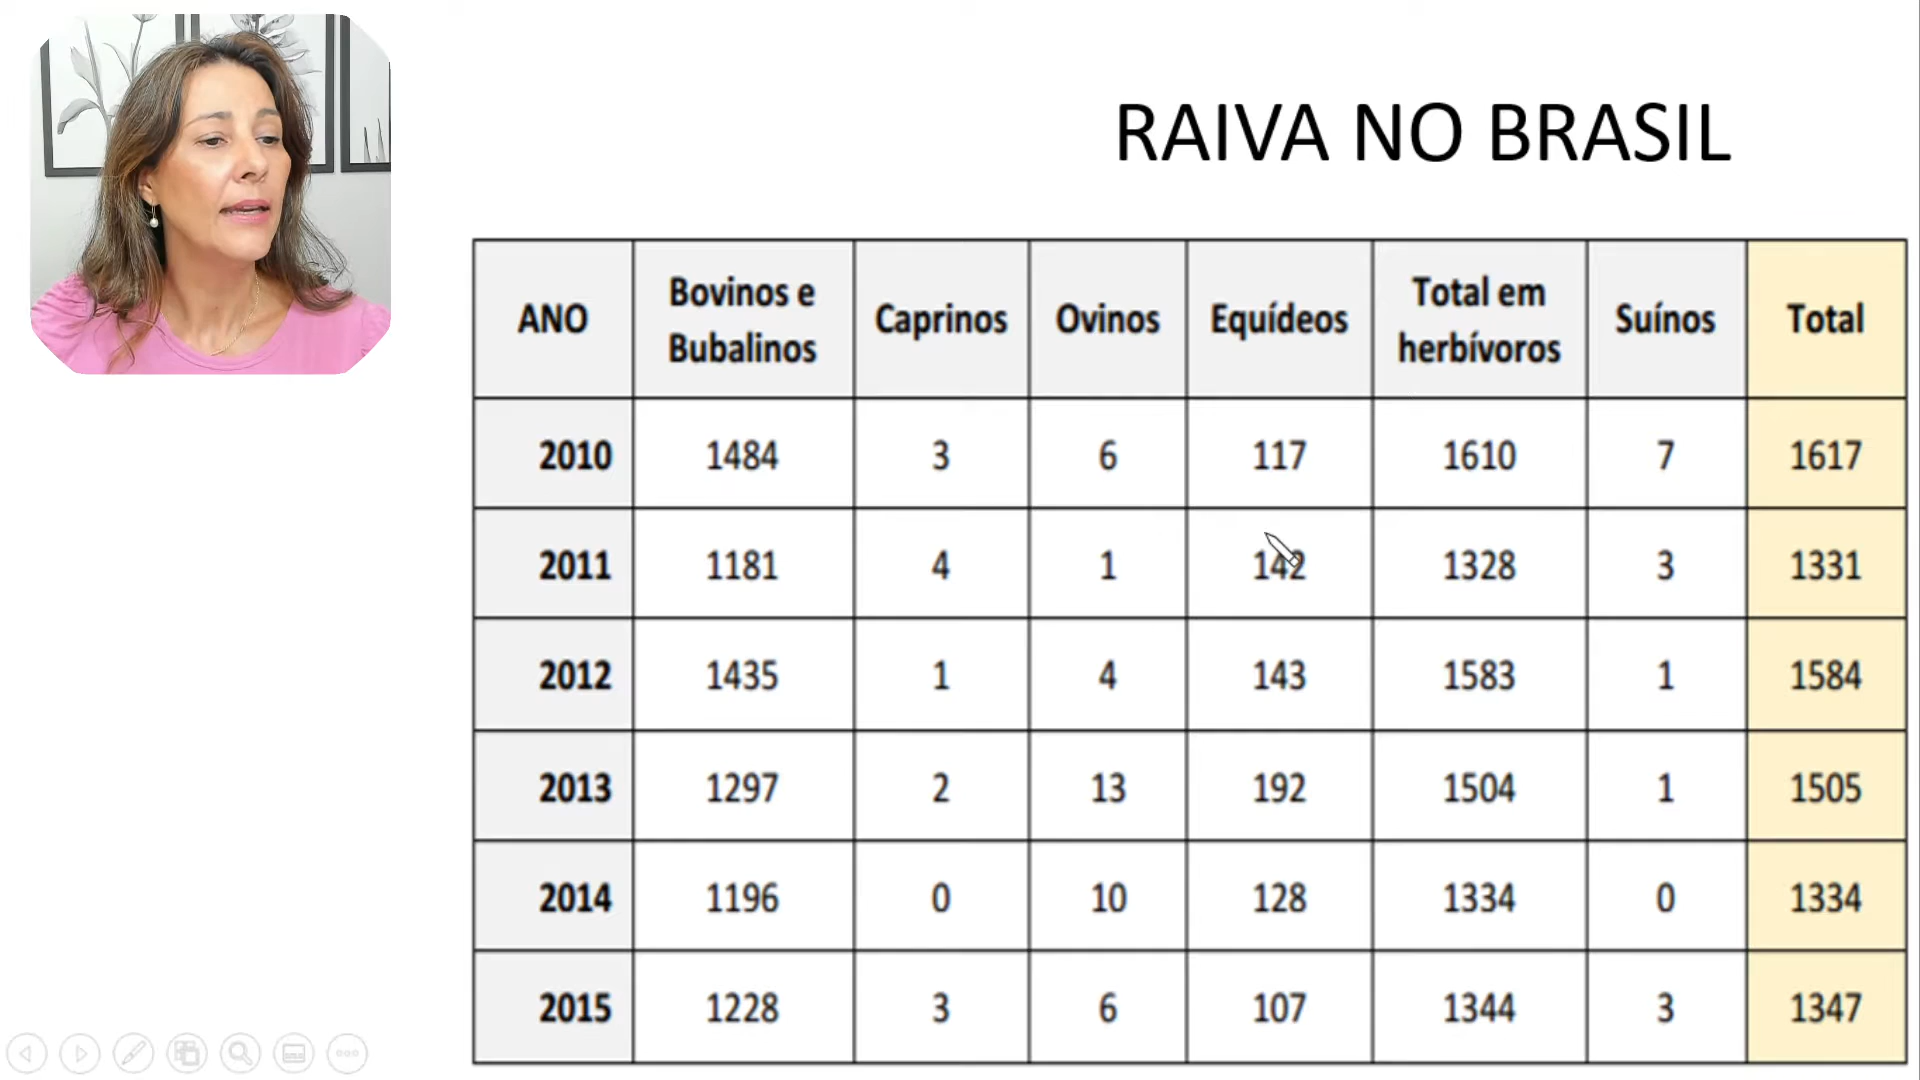 RAIVA NO BRASIL
ANO Bovinos e Bubalinos Caprinos Ovinos Equídeos Total em herbívoros Suínos Total
2010 1484 3 6 117 1610 7 1617
2011 1181 4 1 142 1328 3 1331
2012 1435 1 4 143 1583 1 1584
2013 1297 2 13 192 1504 1 1505
2014 1196 0 10 128 1334 0 1334
2015 1228 3 6 107 1344 3 1347